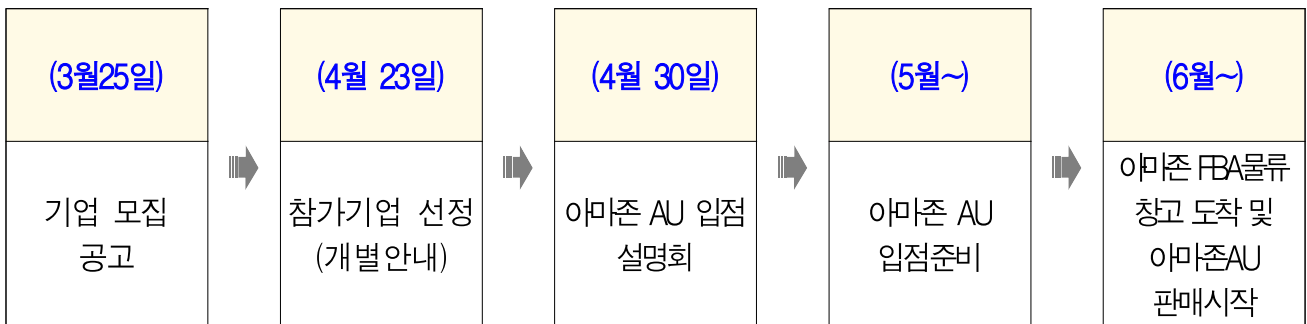 (3월25일)
(4월 23일)
(4월 30일)
(5월~)
(6월~)
기업 모집
공고
참가기업 선정
(개별안내)
아마존 AU 입점
설명회
아마존 AU
입점준비
아마존 FBA물류
창고 도착 및
아마존AU
판매시작